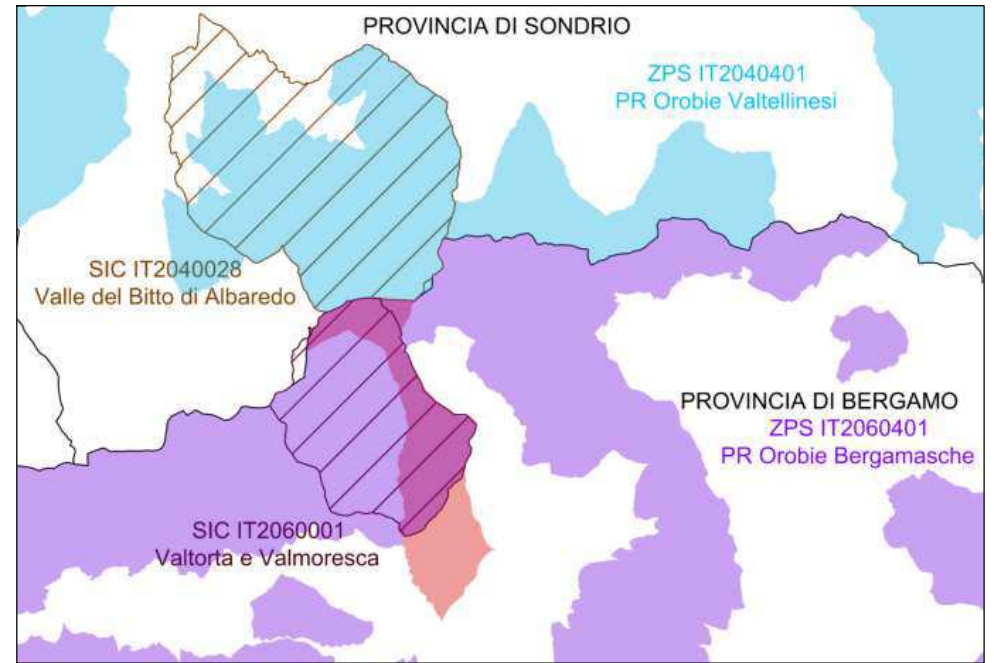 PROVINCIA DI SONDRIO
ZPS IT2040401
PR Orobie Valtellinesi
SIC IT2040028
Valle del Bitto di Albaredo
PROVINCIA DI BERGAMO
ZPS IT2060401
PR Orobie Bergamasche
SIC IT2060001
Valtorta e Valmoresca